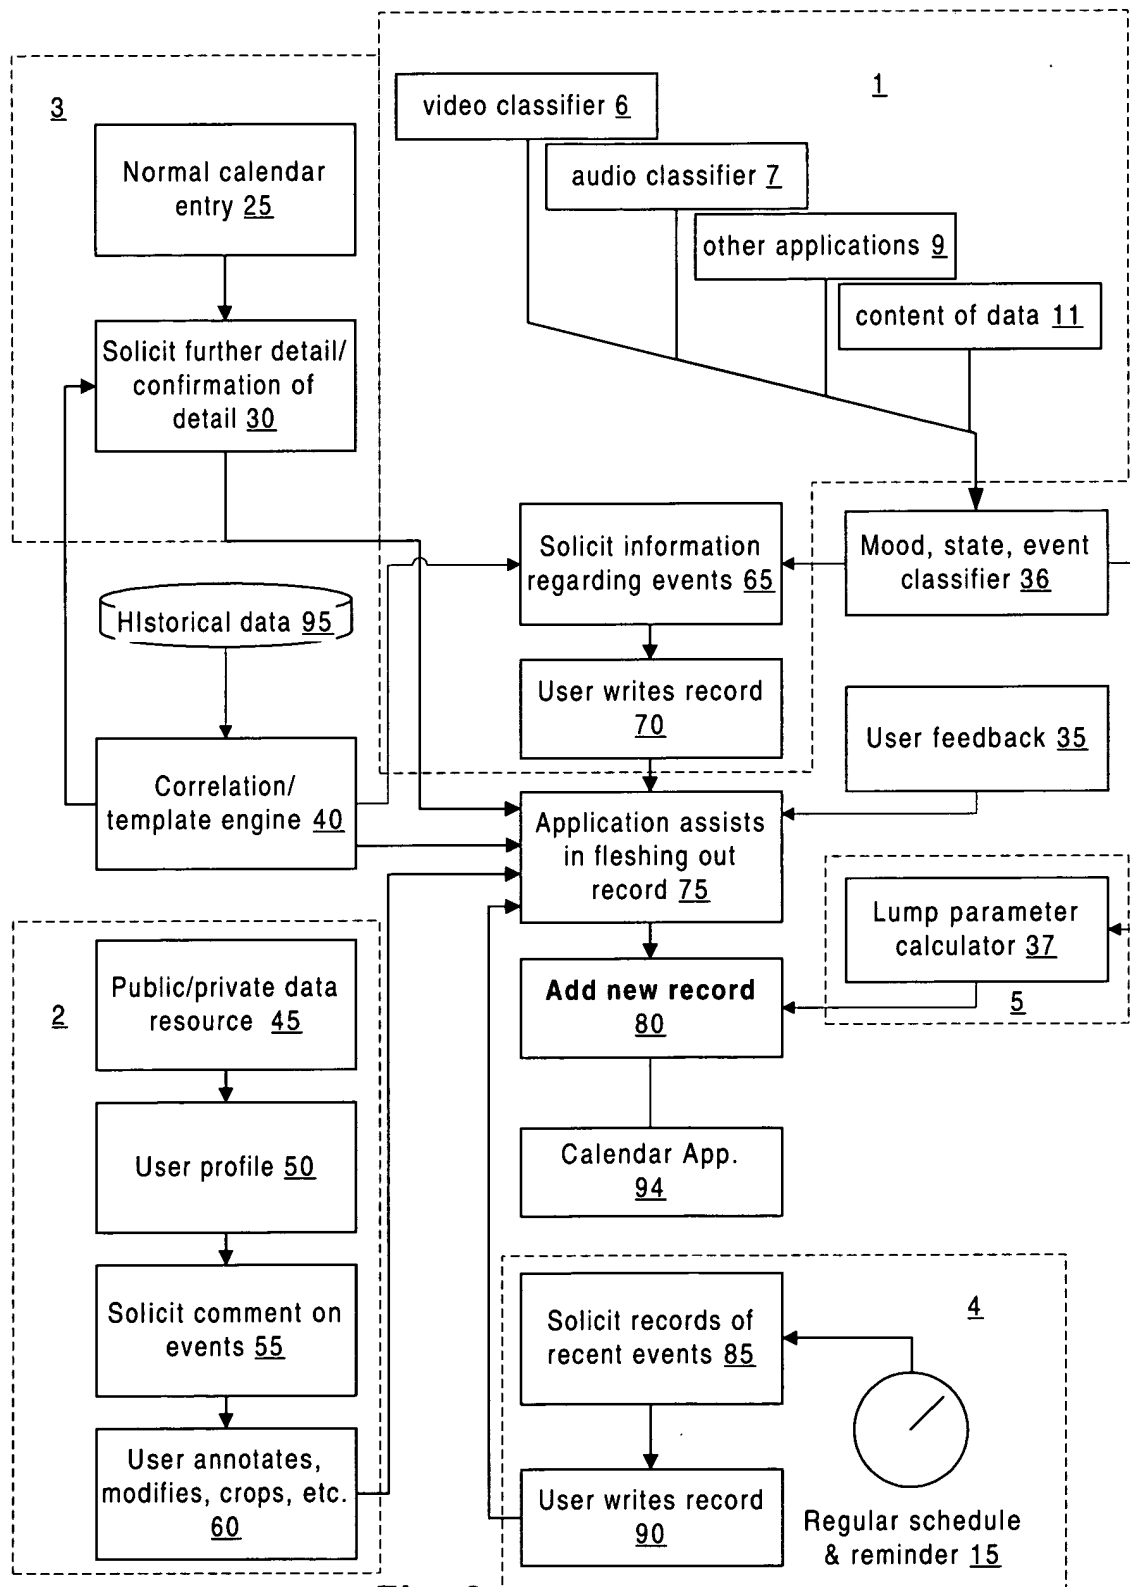 3
1
video classifier 6
audio classifier 7
other applications 9
content of data 11
Normal calendar
entry 25
Solicit further detail/
confirmation of
detail 30
Solicit information
regarding events 65
Mood, state, event
classifier 36
HIstorical data 95
User writes record
70
User feedback 35
Correlation/
template engine 40
Application assists
in fleshing out
record 75
Lump parameter
calculator 37
5
2
Public/private data
resource 45
Add new record
80
User profile 50
Calendar App.
94
Solicit comment on
events 55
Solicit records of
recent events 85
4
User annotates,
modifies, crops, etc.
60
User writes record
90
Regular schedule
& reminder 15